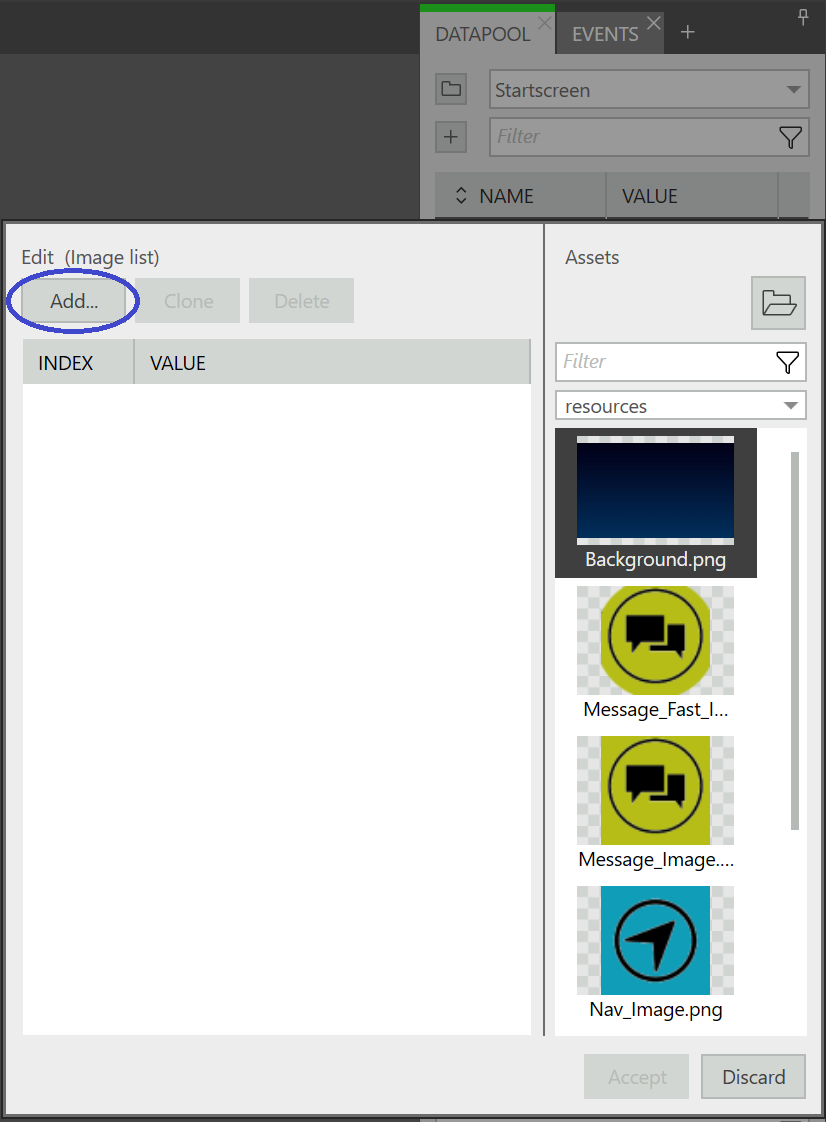 DATAPOOL
EVENTS
Startscreen
Filter
NAME
VALUE
Edit (Image list)
Add...
Clone
Delete
INDEX
VALUE
Assets
Filter
resources
Background.png
Message_Fast_I...
Message_Image....
Nav_Image.png
Accept
Discard